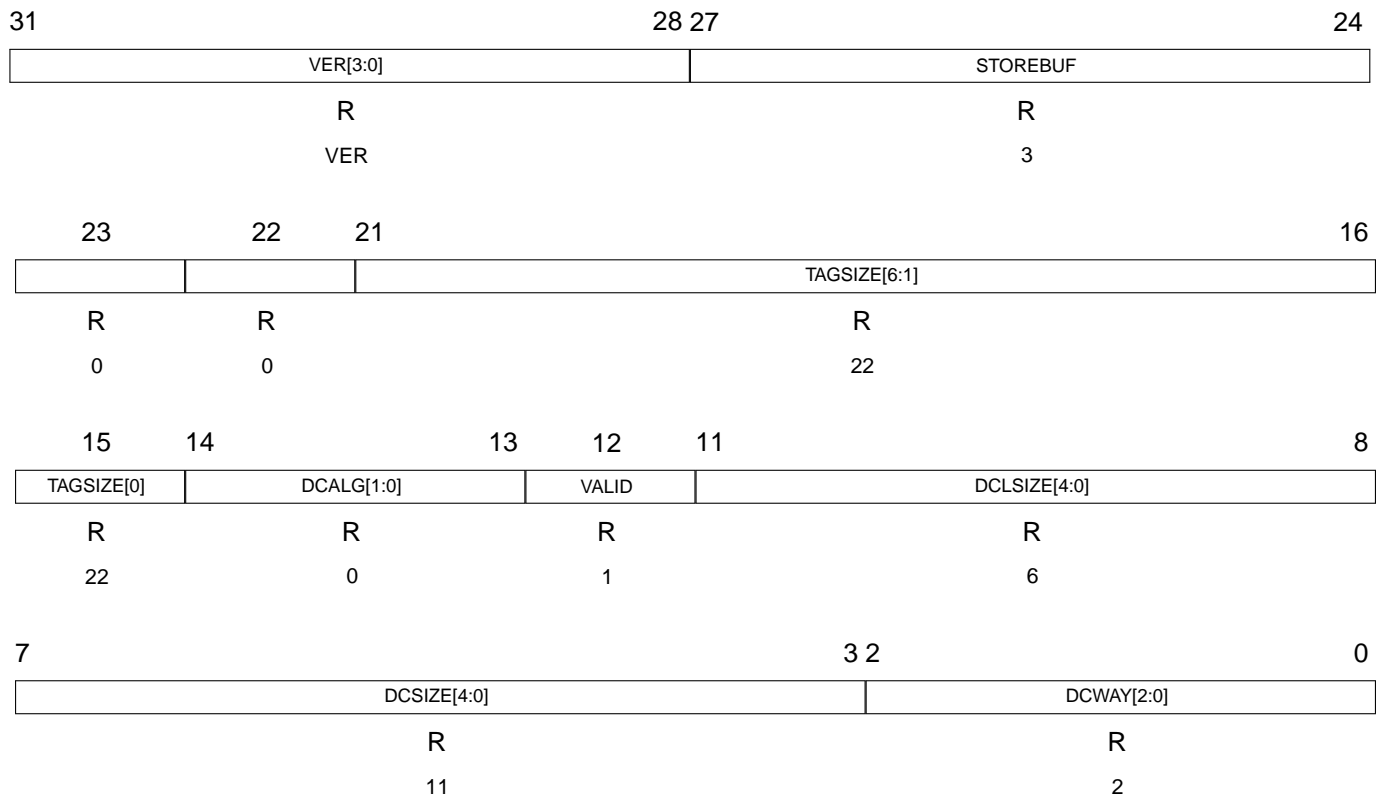 31 28 27 24
VER[3:0] STOREBUF
R R
VER 3
23 22 21 16
TAGSIZE[6:1]
R R R
0 0 22
15 14 13 12 11 8
TAGSIZE[0] DCALG[1:0] VALID DCLSIZE[4:0]
R R R R
22 0 1 6
7 3 2 0
DCSIZE[4:0] DCWAY[2:0]
R R
11 2